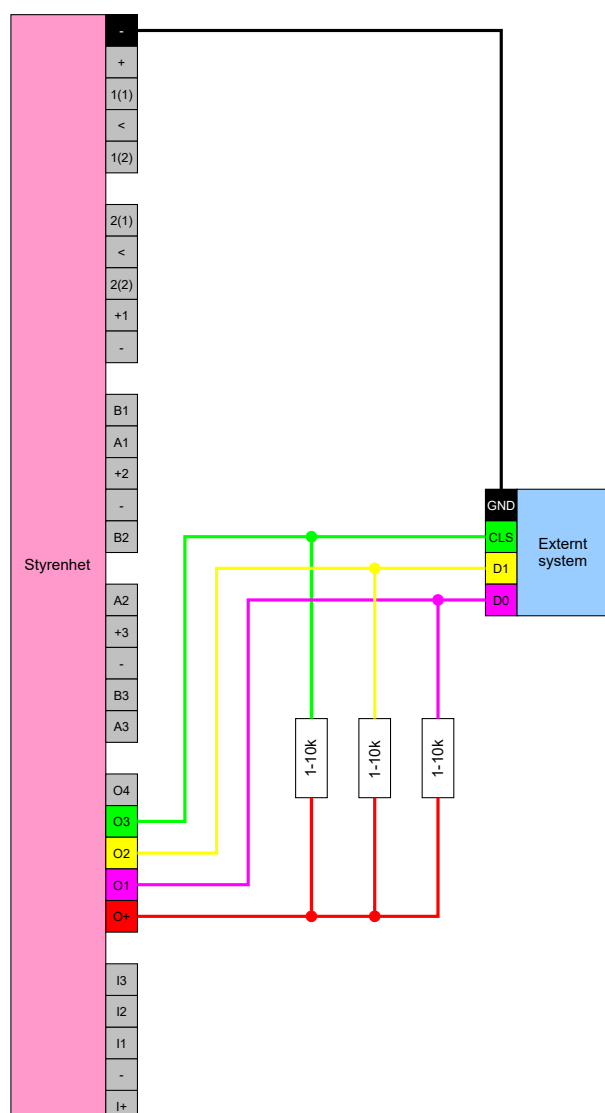 -
+
1(1)
<
1(2)
2(1)
<
2(2)
+1
-
B1
A1
+2
-
B2
A2
+3
-
B3
A3
O4
O3
O2
O1
O+
I3
I2
I1
-
I+
Styrenhet
GND
CLS
D1
D0
Externt
system
1-10k
1-10k
1-10k